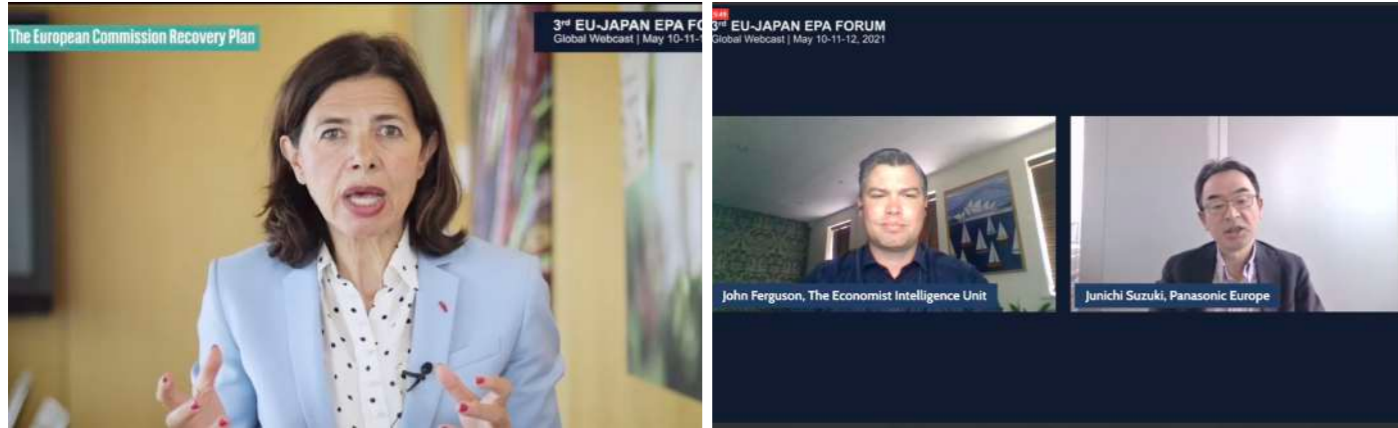 The European Commission Recovery Plan
3rd EU-JAPAN EPA FO
Global Webcast | May 10-11-1
5:49
3rd EU-JAPAN EPA FORUM
Global Webcast | May 10-11-12, 2021
John Ferguson, The Economist Intelligence Unit
Junichi Suzuki, Panasonic Europe